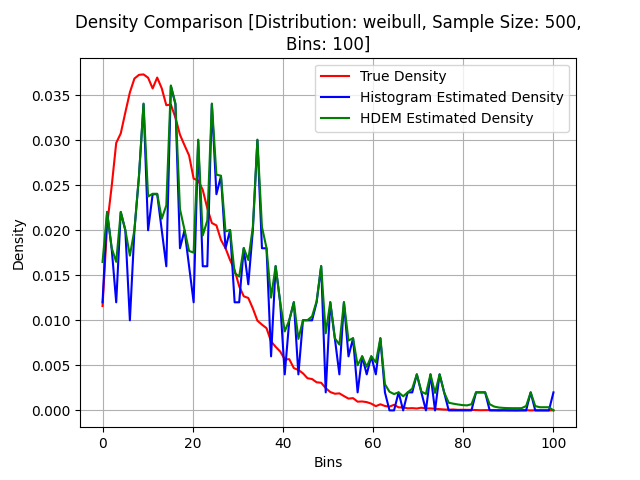 Density Comparison [Distribution: weibull, Sample Size: 500,
Bins: 100]
True Density
Histogram Estimated Density
HDEM Estimated Density
Density
0.035
0.030
0.025
0.020
0.015
0.010
0.005
0.000
0 20 40 60 80 100
Bins